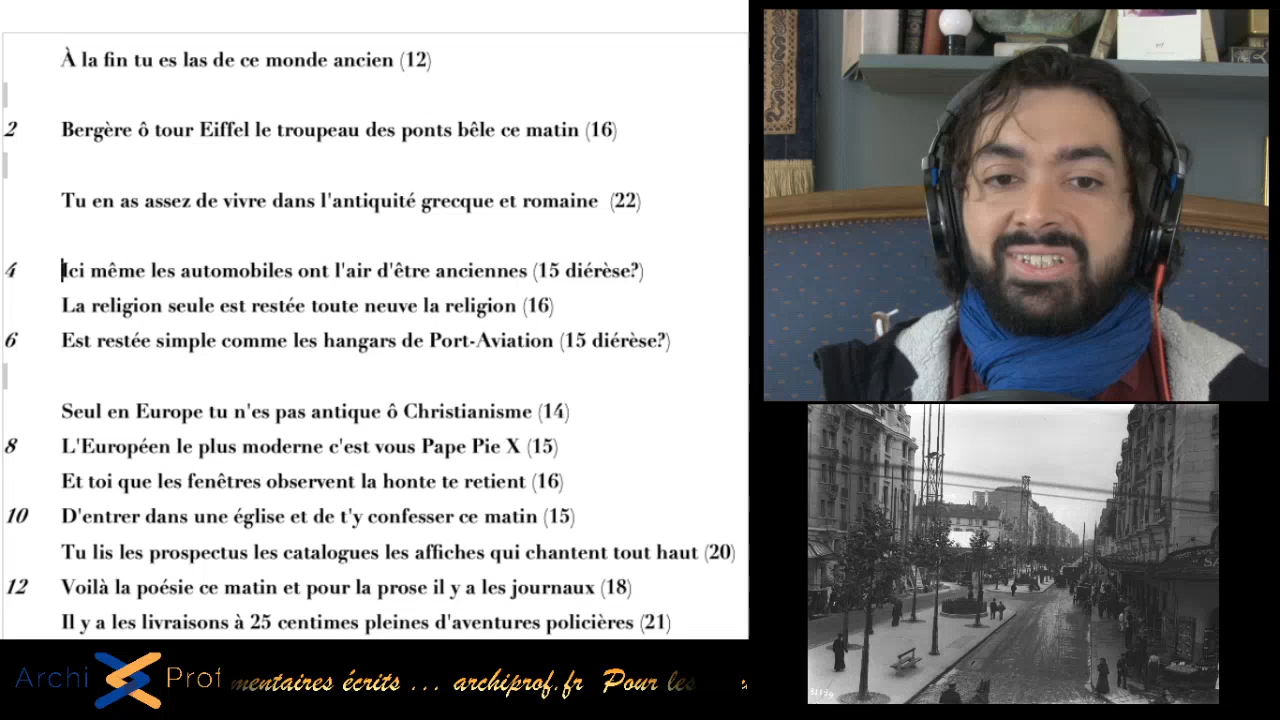 À la fin tu es las de ce monde ancien (12)
2 Bergère ô tour Eiffel le troupeau des ponts bêle ce matin (16)
Tu en as assez de vivre dans l'antiquité grecque et romaine (22)
4 Ici même les automobiles ont l'air d'être anciennes (15 diérèse?)
La religion seule est restée toute neuve la religion (16)
6 Est restée simple comme les hangars de Port-Aviation (15 diérèse?)
Seul en Europe tu n'es pas antique ô Christianisme (14)
8 L'Européen le plus moderne c'est vous Pape Pie X (15)
Et toi que les fenêtres observent la honte te retient (16)
10 D'entrer dans une église et de t'y confesser ce matin (15)
Tu lis les prospectus les catalogues les affiches qui chantent tout haut (20)
12 Voilà la poésie ce matin et pour la prose il y a les journaux (18)
Il y a les livraisons à 25 centimes pleines d'aventures policières (21)
Archi Prof
mentaires écrits ... archiprof.fr Pour les